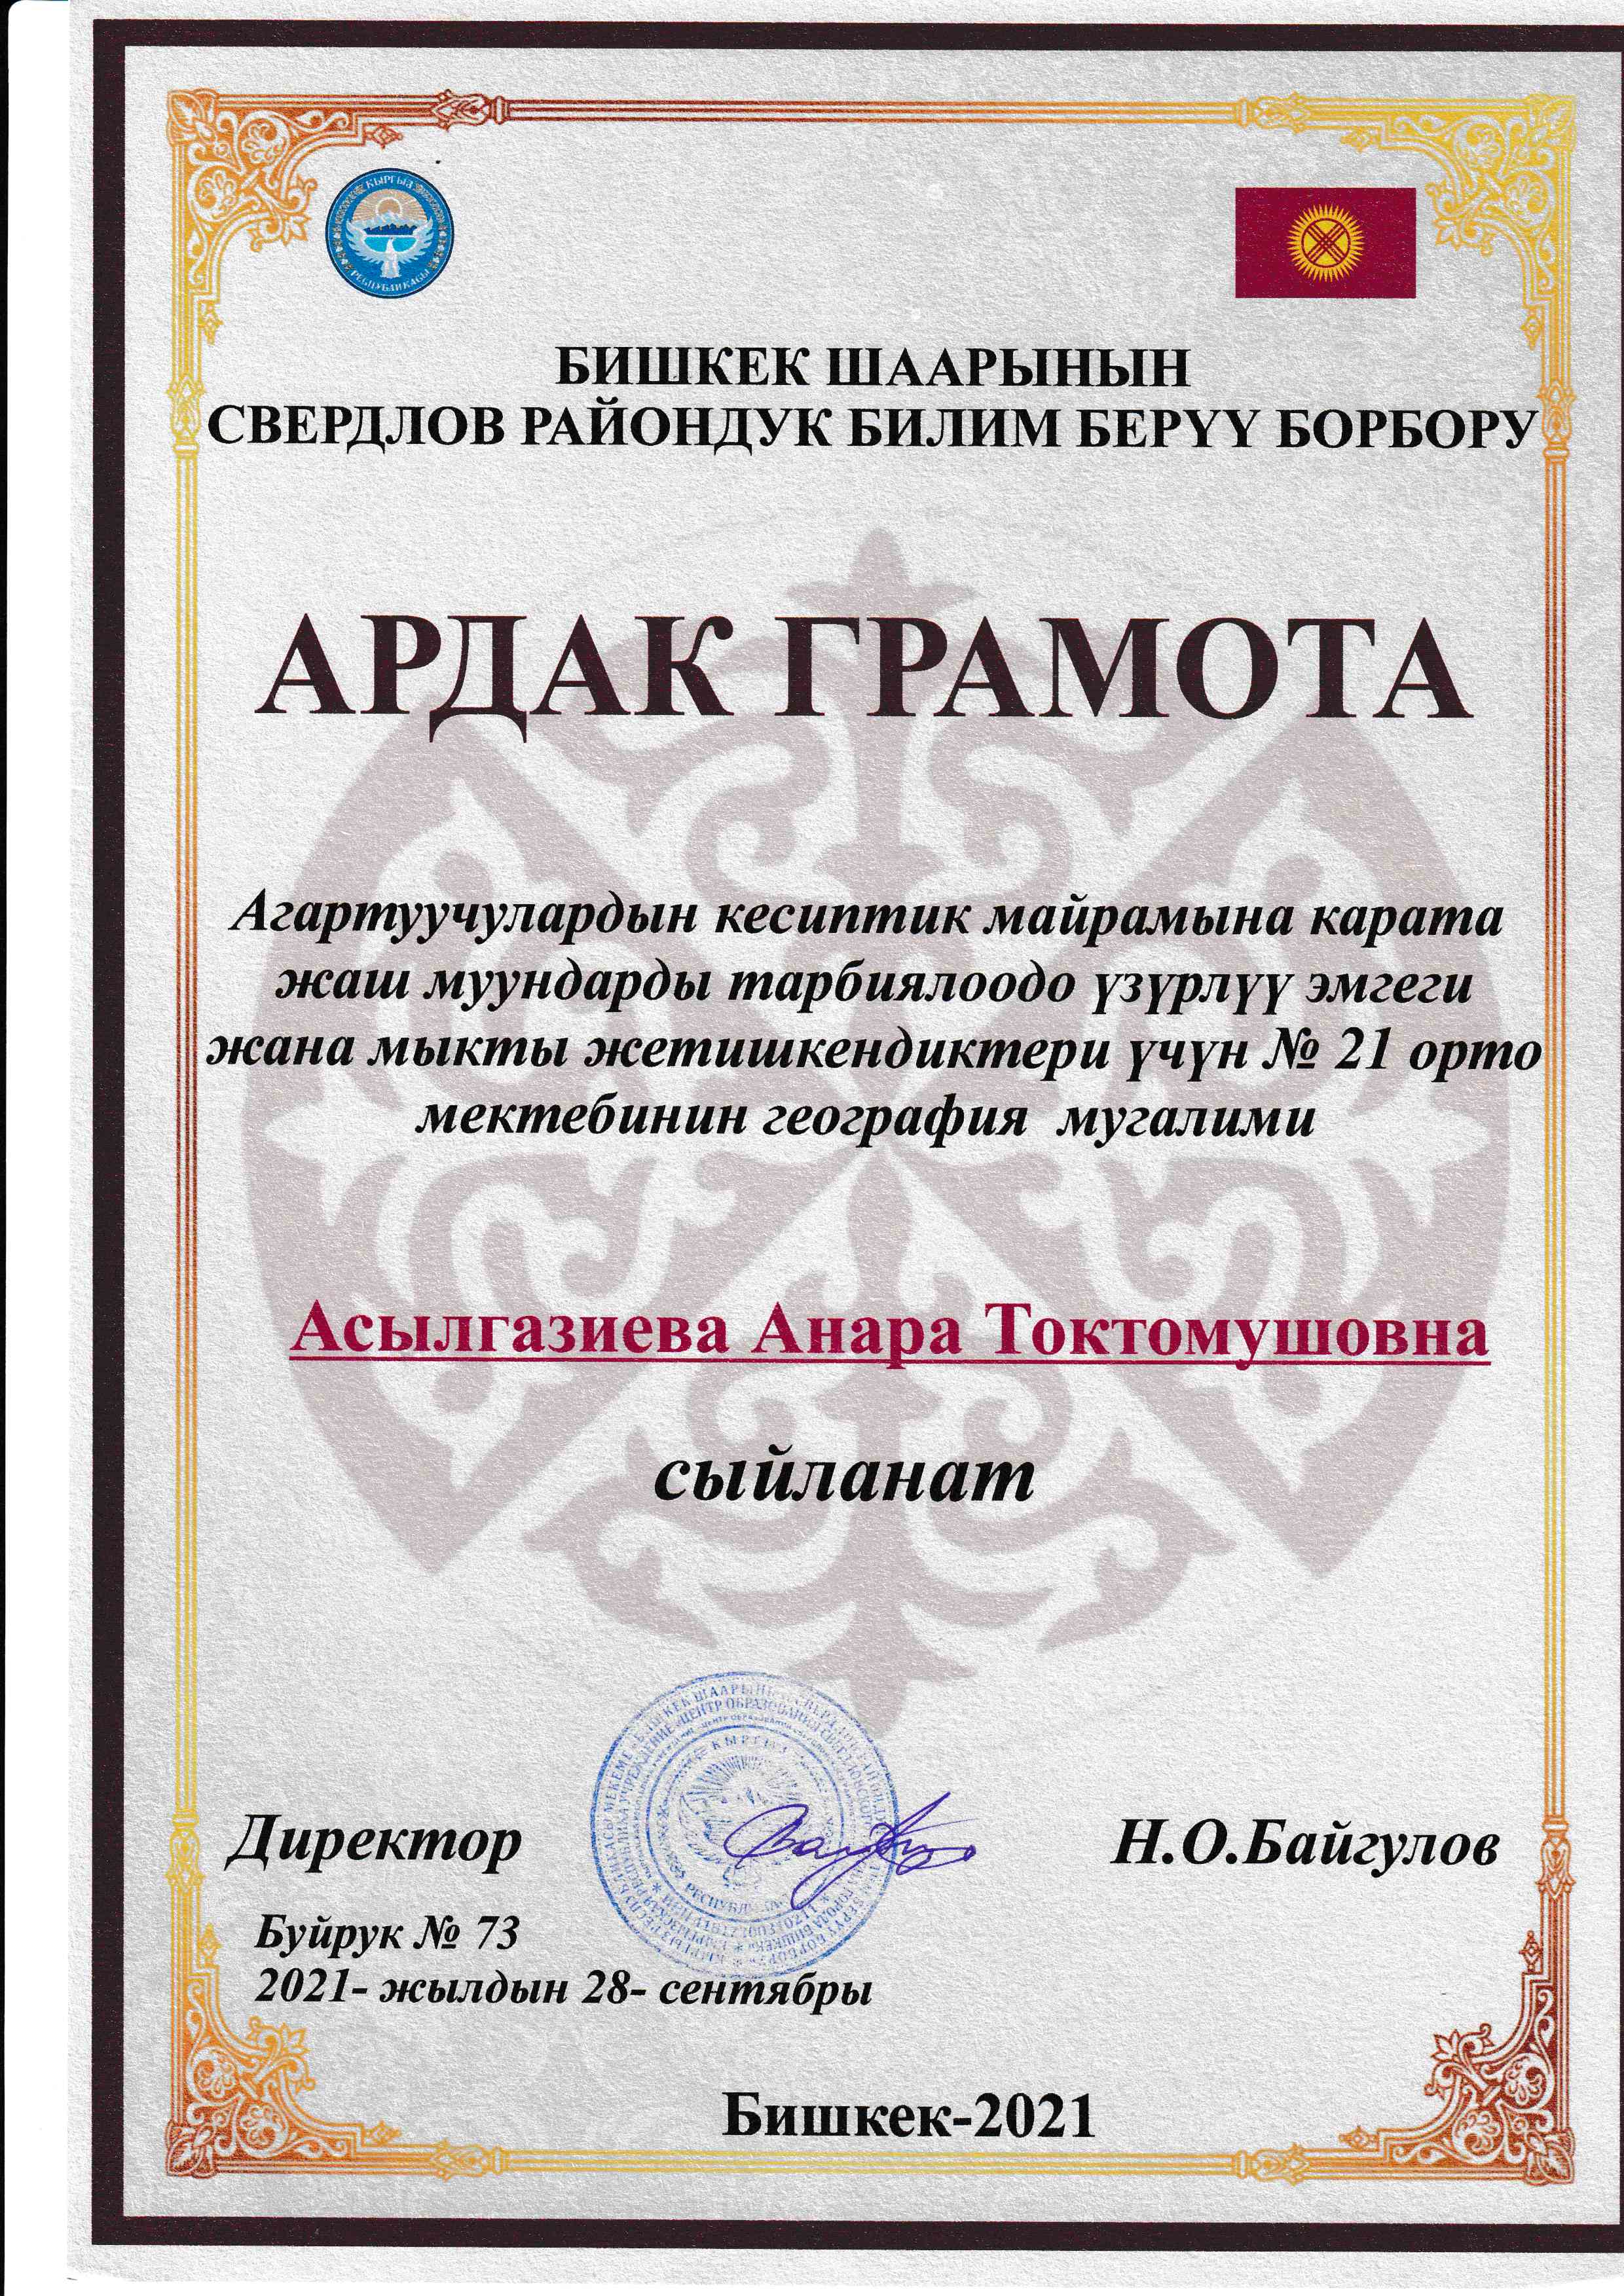 КЫРГЫЗ
РЕСПУБЛИКАСЫ
БИШКЕК ШААРЫНЫН
СВЕРДЛОВ РАЙОНДУК БИЛИМ БЕРҮҮ БОРБОРУ
АРДАК ГРАМОТА
Агартуучулардын кесиптик майрамына карата
жаш муундарды тарбиялоодо үзүрлүү эмгеги
жана мыкты жетишкендиктери үчүн № 21 орто
мектебинин география мугалими
Асылгазиева Анара Токтомушовна
сыйланат
Директор
Н.О.Байгулов
Буйрук № 73
2021- жылдын 28- сентябры
Бишкек-2021